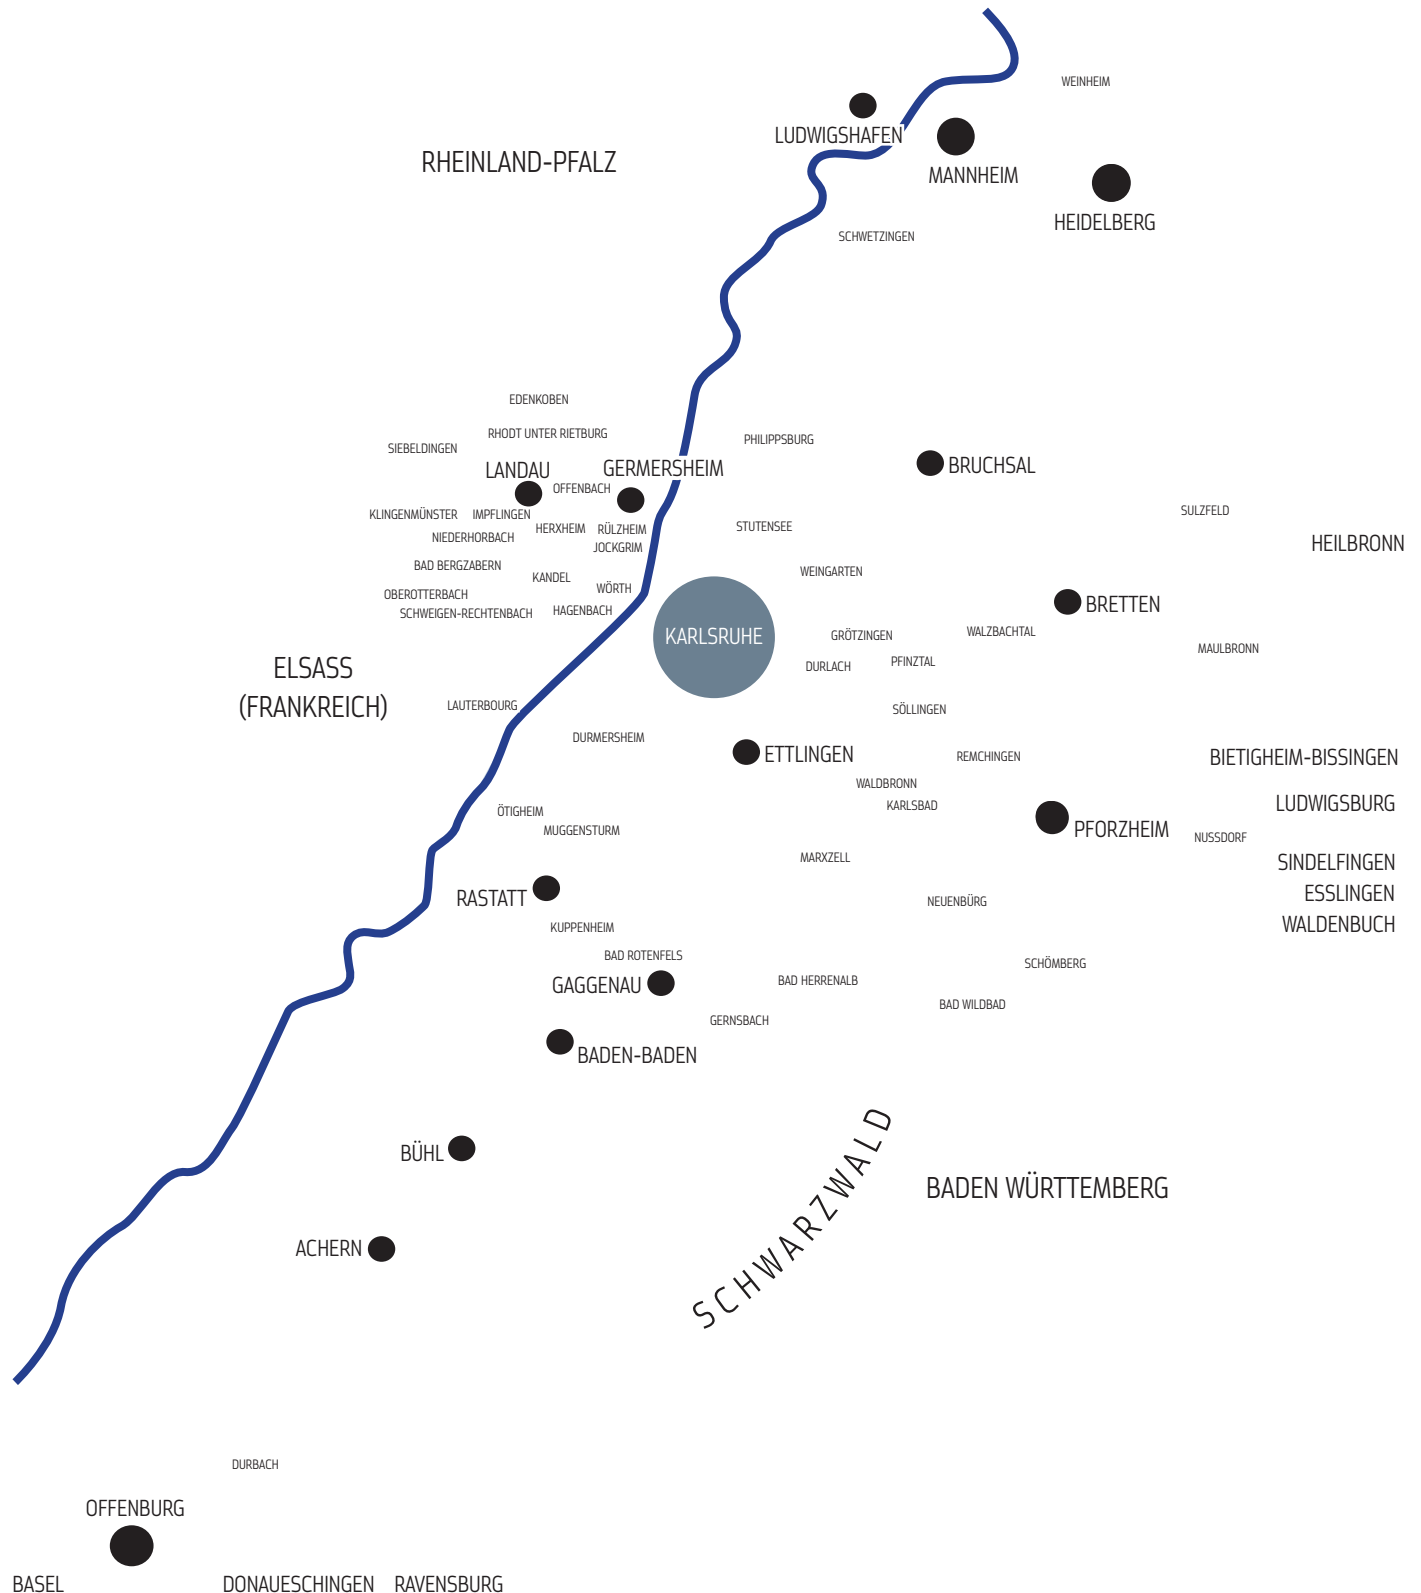 WEINHEIM
LUDWIGSHAFEN
RHEINLAND-PFALZ
MANNHEIM
HEIDELBERG
SCHWETZINGEN
EDENKOBEN
RHODT UNTER RIETBURG
PHILIPPSBURG
SIEBELDINGEN
LANDAU
GERMERSHEIM
BRUCHSAL
OFFENBACH
SULZFELD
KLINGENMÜNSTER
IMPFLINGEN
HERXHEIM
RÜLZHEIM
STUTENSEE
NIEDERHORBACH
JOCKGRIM
HEILBRONN
BAD BERGZABERN
WEINGARTEN
KANDEL
WÖRTH
OBEROTTERBACH
BRETTEN
SCHWEIGEN-RECHTENBACH
HAGENBACH
KARLSRUHE
GRÖTZINGEN
WALZBACHTAL
MAULBRONN
ELSASS
(FRANKREICH)
DURLACH
PFINZTAL
LAUTERBOURG
SÖLLINGEN
DURMERSHEIM
ETTLINGEN
REMCHINGEN
BIETIGHEIM-BISSINGEN
WALDBRONN
KARLSBAD
LUDWIGSBURG
ÖTIGHEIM
MUGGENSTURM
PFORZHEIM
NUSSDORF
MARXZELL
SINDELFINGEN
RASTATT
NEUENBÜRG
ESSLINGEN
KUPPENHEIM
WALDENBUCH
BAD ROTENFELS
SCHÖMBERG
GAGGENAU
BAD HERRENALB
BAD WILDBAD
GERNSBACH
BADEN-BADEN
BÜHL
SCHWARZWALD
BADEN WÜRTTEMBERG
ACHERN
DURBACH
OFFENBURG
BASEL
DONAUESCHINGEN
RAVENSBURG